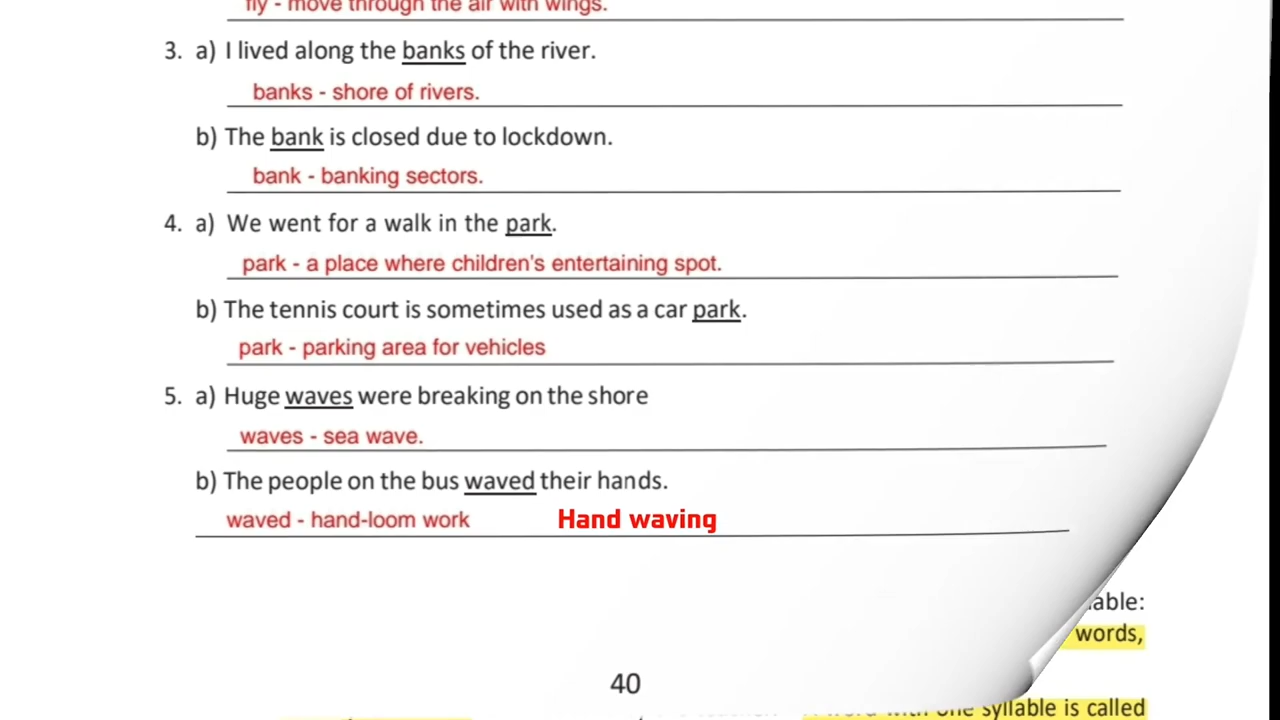 fly - move through the air with wings.
3. a) I lived along the banks of the river.
banks - shore of rivers.
b) The bank is closed due to lockdown.
bank - banking sectors.
4. a) We went for a walk in the park.
park - a place where children's entertaining spot.
b) The tennis court is sometimes used as a car park.
park - parking area for vehicles
5. a) Huge waves were breaking on the shore
waves - sea wave.
b) The people on the bus waved their hands.
waved - hand-loom work Hand waving
able:
words,
40
word with one syllable is called